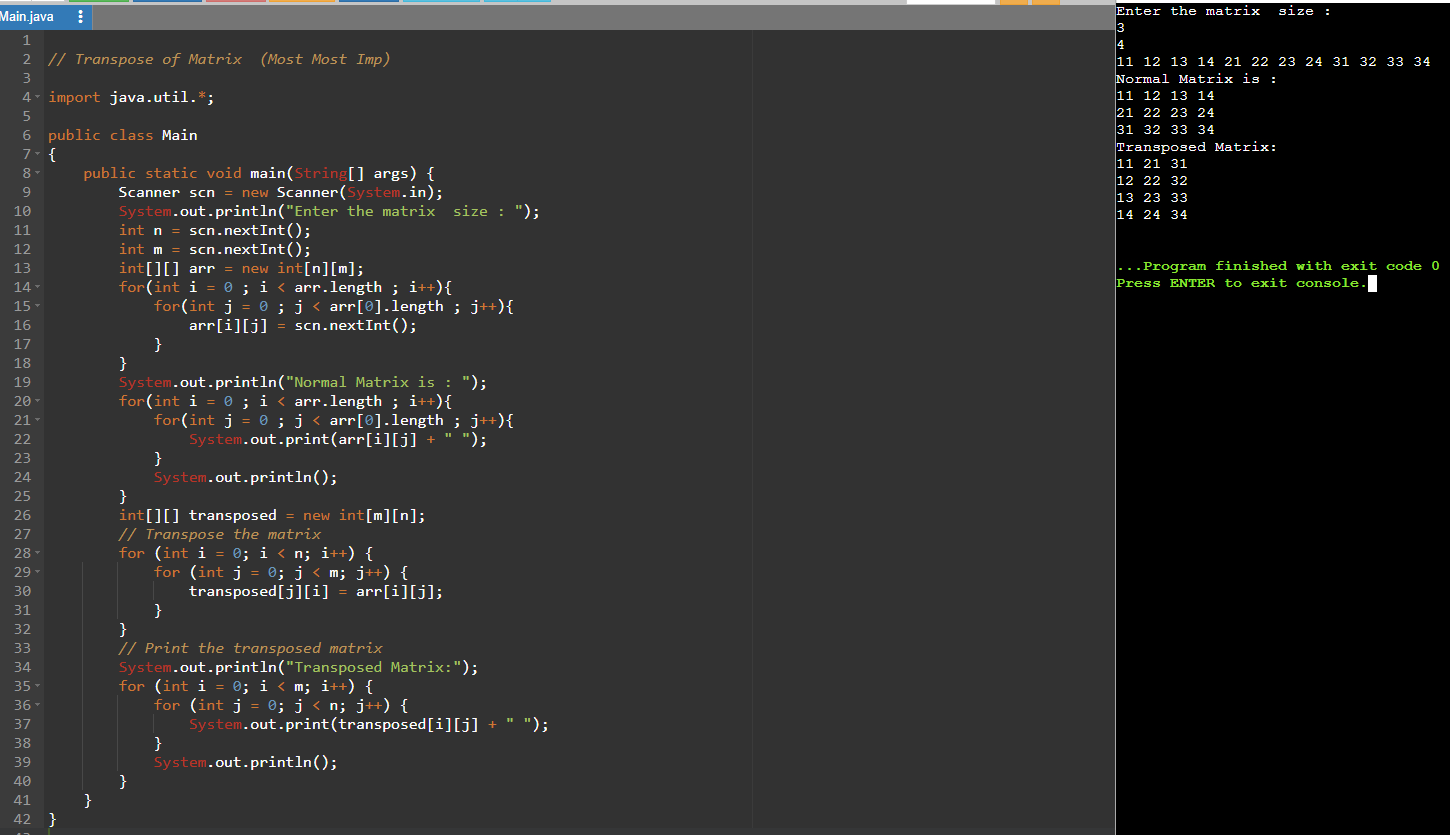 Main.java
1
2 // Transpose of Matrix  (Most Most Imp)
3
4 import java.util.*;
5
6 public class Main
7 {
8     public static void main(String[] args) {
9         Scanner scn = new Scanner(System.in);
10         System.out.println("Enter the matrix  size : ");
11         int n = scn.nextInt();
12         int m = scn.nextInt();
13         int[][] arr = new int[n][m];
14         for(int i = 0 ; i < arr.length ; i++){
15             for(int j = 0 ; j < arr[0].length ; j++){
16                 arr[i][j] = scn.nextInt();
17             }
18         }
19         System.out.println("Normal Matrix is : ");
20         for(int i = 0 ; i < arr.length ; i++){
21             for(int j = 0 ; j < arr[0].length ; j++){
22                 System.out.print(arr[i][j] + " ");
23             }
24             System.out.println();
25         }
26         int[][] transposed = new int[m][n];
27         // Transpose the matrix
28         for (int i = 0; i < n; i++) {
29             for (int j = 0; j < m; j++) {
30                 transposed[j][i] = arr[i][j];
31             }
32         }
33         // Print the transposed matrix
34         System.out.println("Transposed Matrix:");
35         for (int i = 0; i < m; i++) {
36             for (int j = 0; j < n; j++) {
37                 System.out.print(transposed[i][j] + " ");
38             }
39             System.out.println();
40         }
41     }
42 }
Enter the matrix  size :
3
4
11 12 13 14 21 22 23 24 31 32 33 34
Normal Matrix is :
11 12 13 14
21 22 23 24
31 32 33 34
Transposed Matrix:
11 21 31
12 22 32
13 23 33
14 24 34
...Program finished with exit code 0
Press ENTER to exit console.